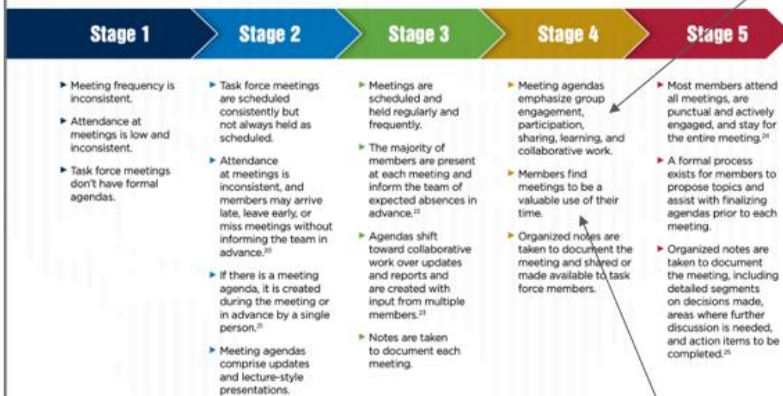 Stage 1
Stage 2
Stage 3
Stage 4
Stage 5
► Meeting frequency is
inconsistent.
► Attendance at
meetings is low and
inconsistent.
► Task force meetings
don't have formal
agendas.
► Task force meetings
are scheduled
consistently but
not always held as
scheduled.
► Attendance
at meetings is
inconsistent, and
members may arrive
late, leave early, or
miss meetings without
informing the team in
advance.²⁰
► If there is a meeting
agenda, it is created
during the meeting or
in advance by a single
person.²¹
► Meeting agendas
comprise updates
and lecture-style
presentations.
► Meetings are
scheduled and
held regularly and
frequently.
► The majority of
members are present
at each meeting and
inform the team of
expected absences in
advance.²²
► Agendas shift
toward collaborative
work over updates
and reports and
are created with
input from multiple
members.²³
► Notes are taken
to document each
meeting.
► Meeting agendas
emphasize group
engagement,
participation,
sharing, learning, and
collaborative work.
► Members find
meetings to be a
valuable use of their
time.
► Organized notes are
taken to document the
meeting and shared or
made available to task
force members.
► Most members attend
all meetings, are
punctual and actively
engaged, and stay for
the entire meeting.²⁴
► A formal process
exists for members to
propose topics and
assist with finalizing
agendas prior to each
meeting.
► Organized notes are
taken to document
the meeting, including
detailed segments
on decisions made,
areas where further
discussion is needed,
and action items to be
completed.²⁵